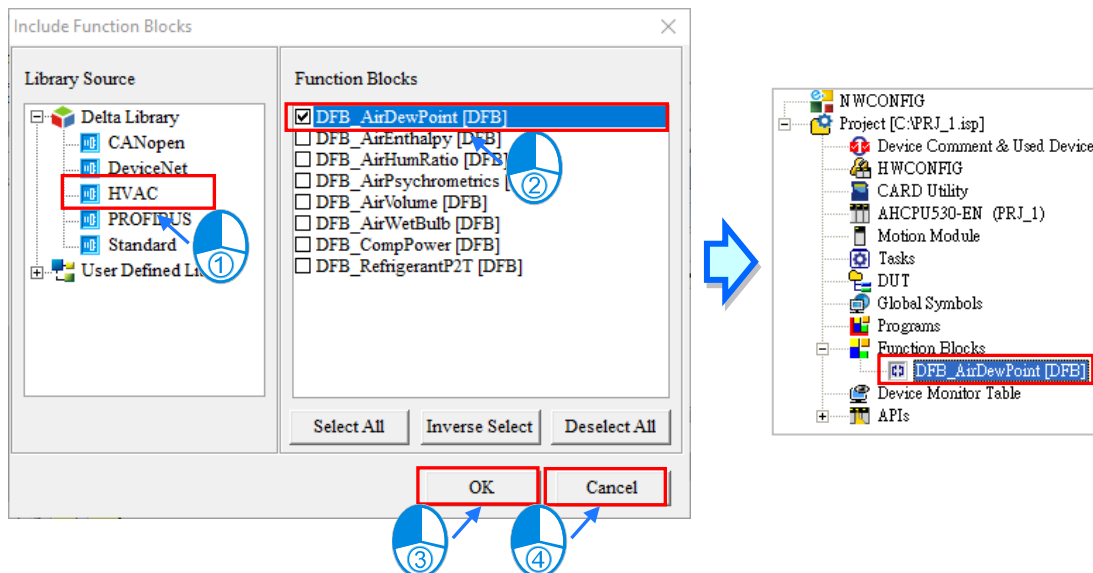 Include Function Blocks
Library Source
Delta Library
CANopen
DeviceNet
HVAC
PROFIBUS
Standard
User Defined Li
①
Function Blocks
DFB_AirDewPoint [DFB]
DFB_AirEnthalpy [DFB]
DFB_AirHumRatio [DFB]
DFB_AirPsychrometrics [
DFB_AirVolume [DFB]
DFB_AirWetBulb [DFB]
DFB_CompPower [DFB]
DFB_RefrigerantP2T [DFB]
②
Select All Inverse Select Deselect All
OK Cancel
③ ④
NWCONFIG
Project [C:\PRJ_1.isp]
Device Comment & Used Device
HWCONFIG
CARD Utility
AHCPU530-EN (PRJ_1)
Motion Module
Tasks
DUT
Global Symbols
Programs
Function Blocks
DFB_AirDewPoint [DFB]
Device Monitor Table
APIs